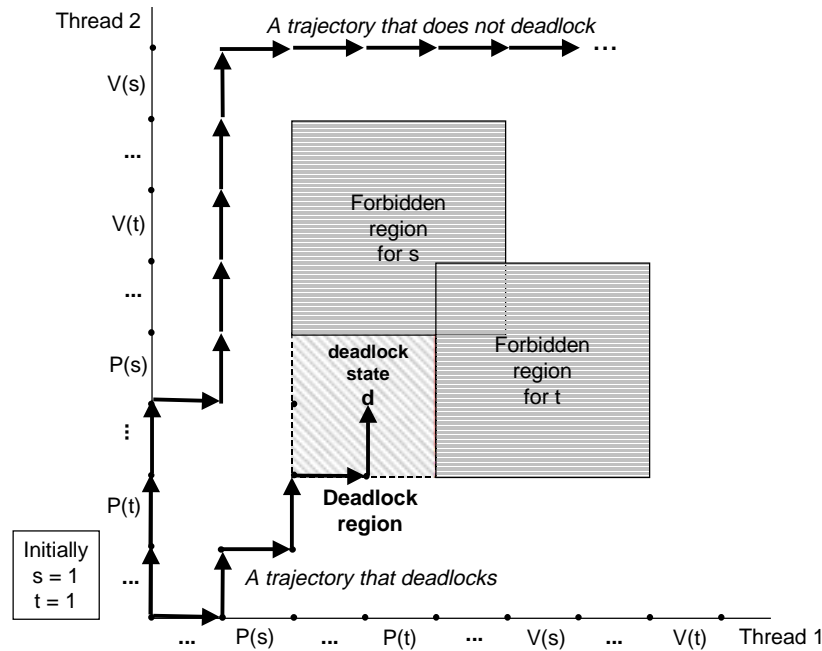 A trajectory that does not deadlock
Thread 2
...
V(s)
...
Forbidden
region
for s
V(t)
...
P(s)
deadlock
state
d
Forbidden
region
for t
...
P(t)
Deadlock
region
Initially
s = 1
t = 1
...
A trajectory that deadlocks
... P(s) ... P(t) ... V(s) ... V(t) Thread 1